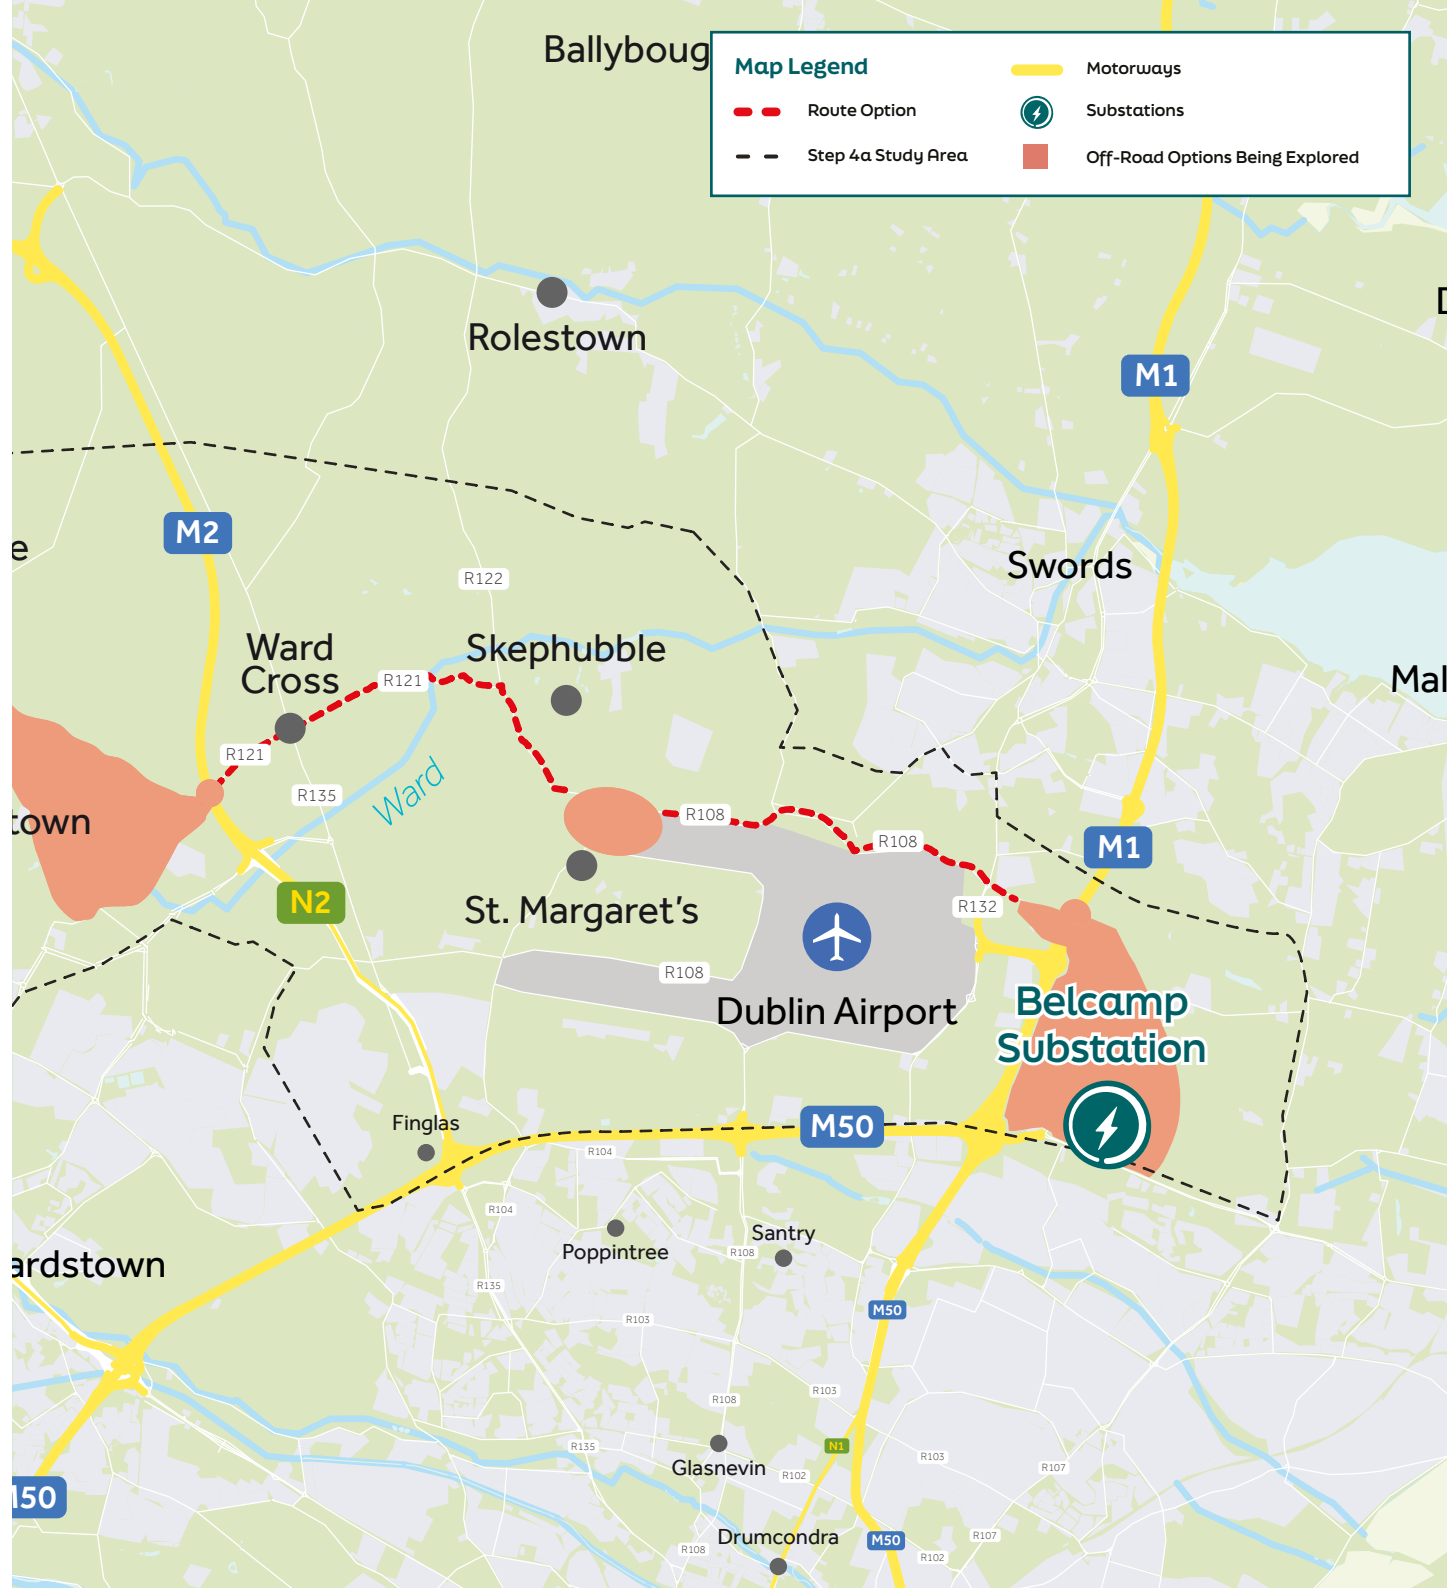 Ballyboug
Map Legend
Route Option
Step 4a Study Area
Motorways
Substations
Off-Road Options Being Explored
Rolestown
M1
M2
e
Swords
R122
Ward
Cross
Skephubble
R121
Mal
R121
R135
Ward
town
R108
R108
M1
N2
St. Margaret's
R132
R108
Dublin Airport
Belcamp
Substation
Finglas
M50
R104
R104
Poppintree
Santry
R108
ardstown
R135
M50
R103
R103
R108
R135
N1
Glasnevin
R102
R103
R107
M50
Drumcondra
M50
R107
R108
R102